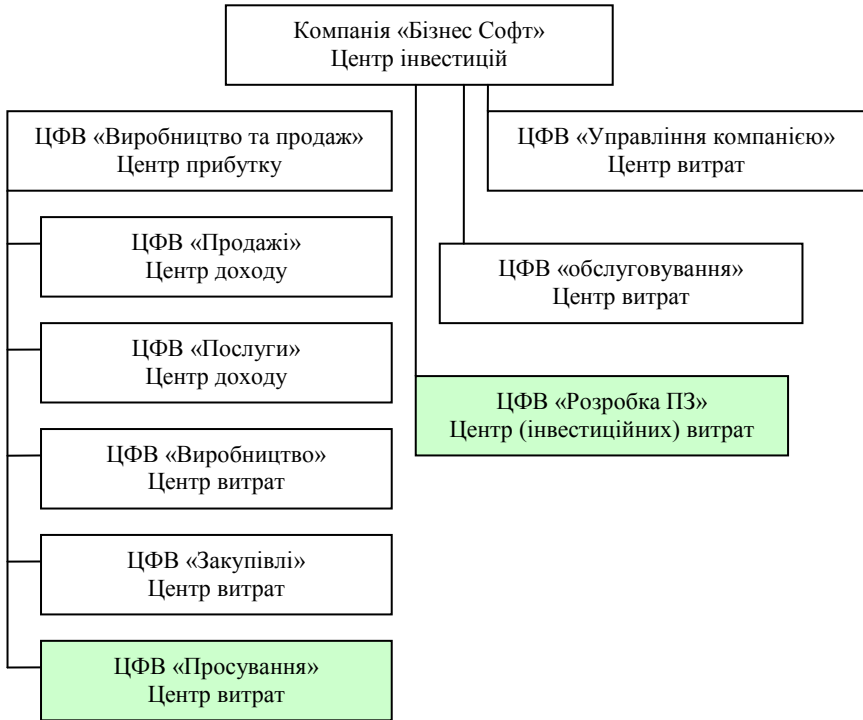 Компанія «Бізнес Софт»
Центр інвестицій
ЦФВ «Виробництво та продаж»
Центр прибутку
ЦФВ «Управління компанією»
Центр витрат
ЦФВ «Продажі»
Центр доходу
ЦФВ «обслуговування»
Центр витрат
ЦФВ «Послуги»
Центр доходу
ЦФВ «Розробка ПЗ»
Центр (інвестиційних) витрат
ЦФВ «Виробництво»
Центр витрат
ЦФВ «Закупівлі»
Центр витрат
ЦФВ «Просування»
Центр витрат